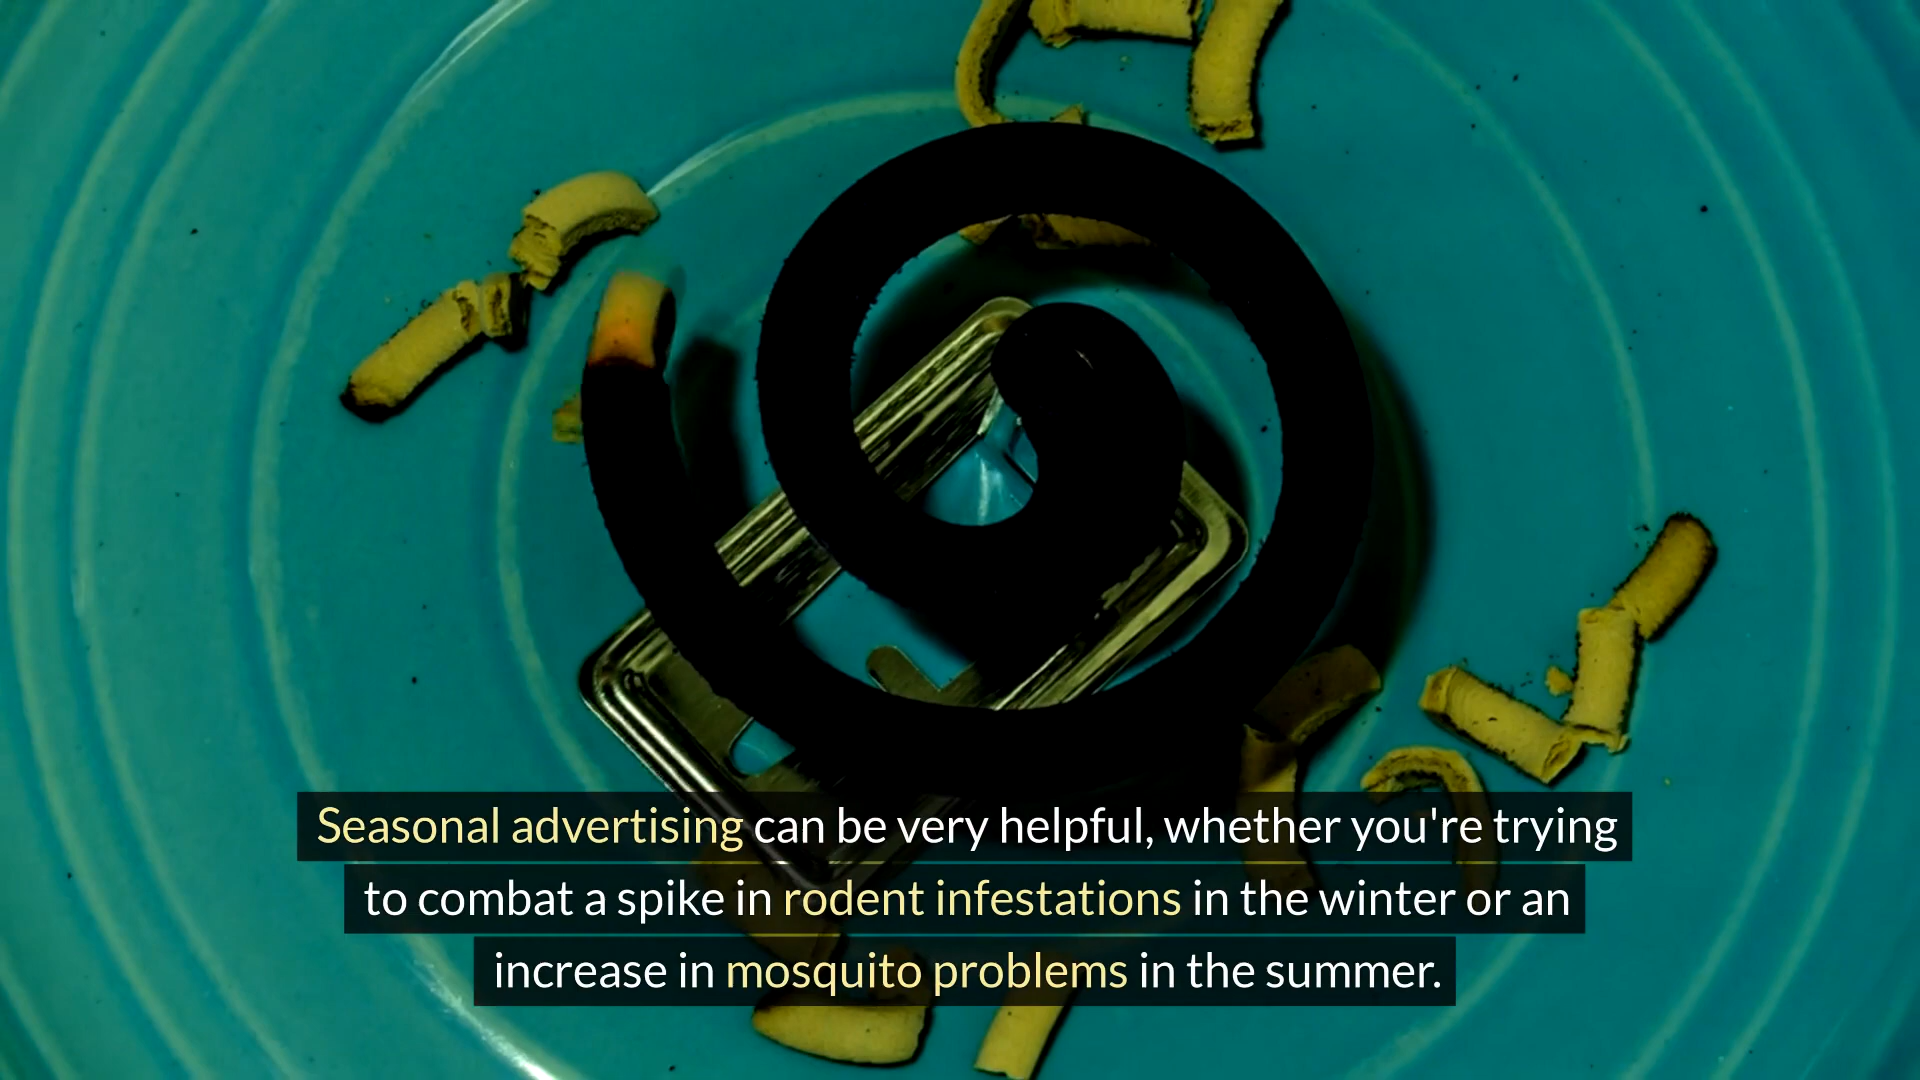 Seasonal advertising can be very helpful, whether you're trying
to combat a spike in rodent infestations in the winter or an
increase in mosquito problems in the summer.